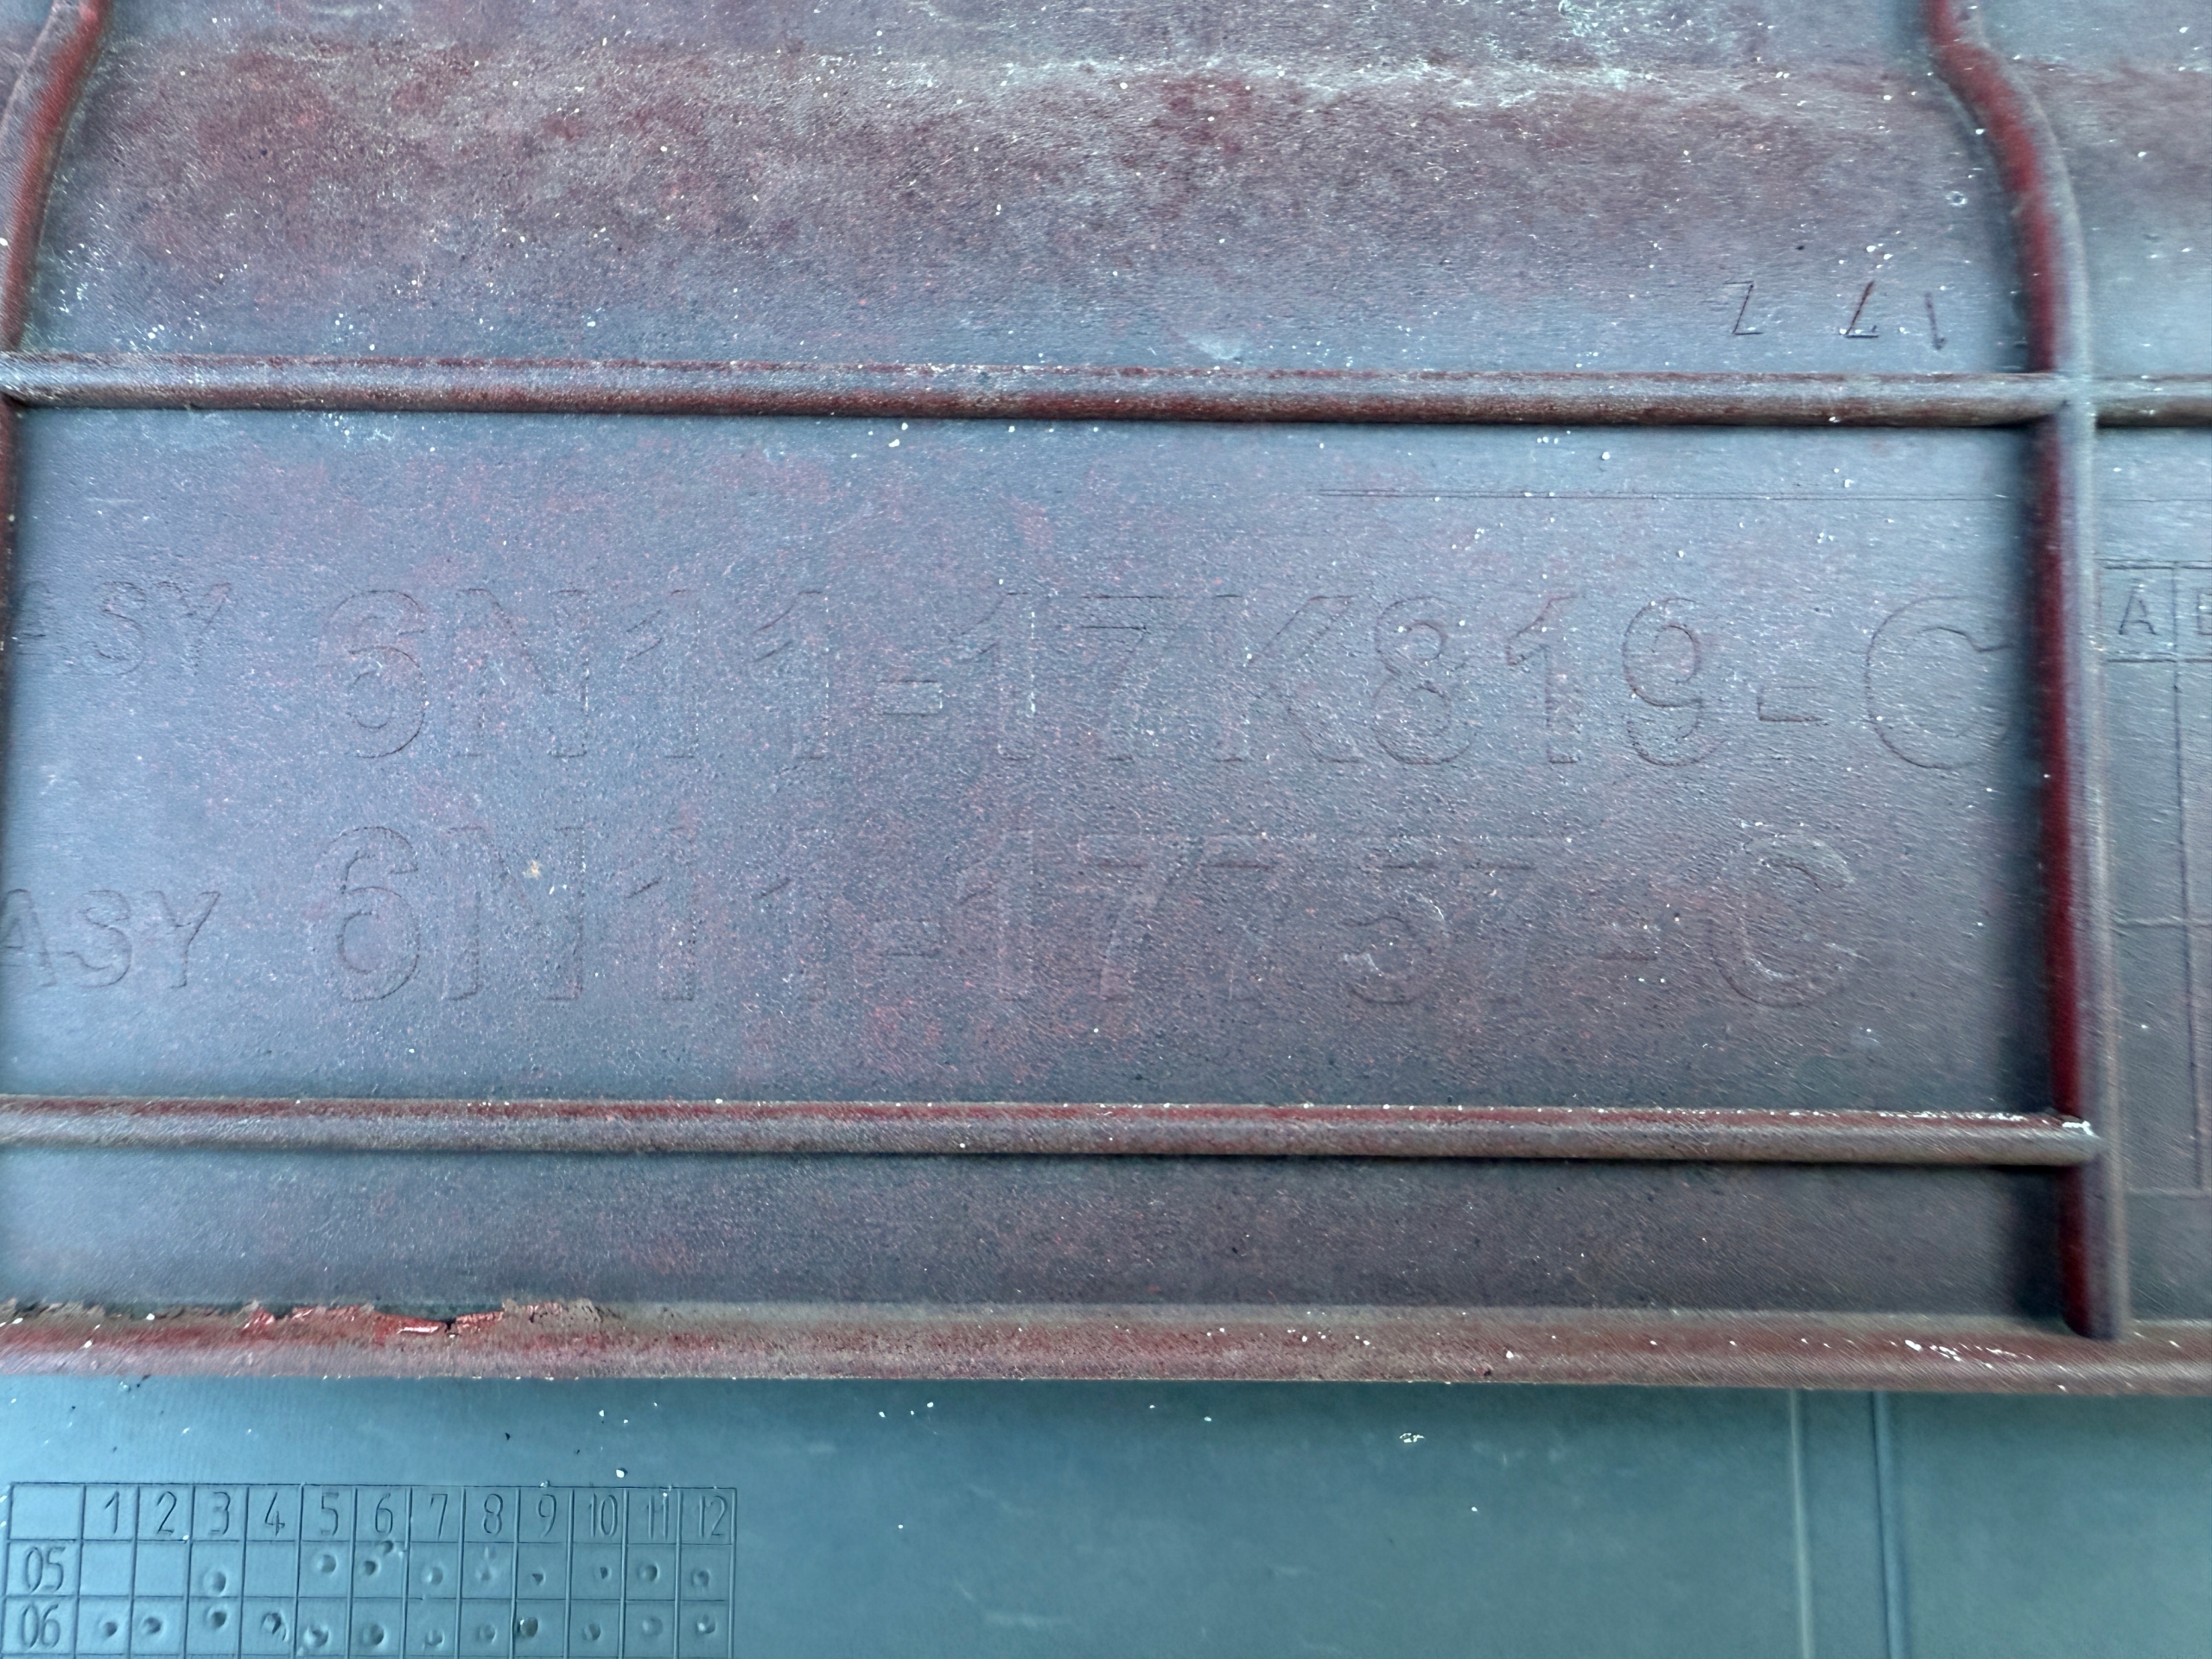 ASY 6N11-17K819-C
ASY 6N11-17757-C
A
1 2 3 4 5 6 7 8 9 10 11 12
05
06